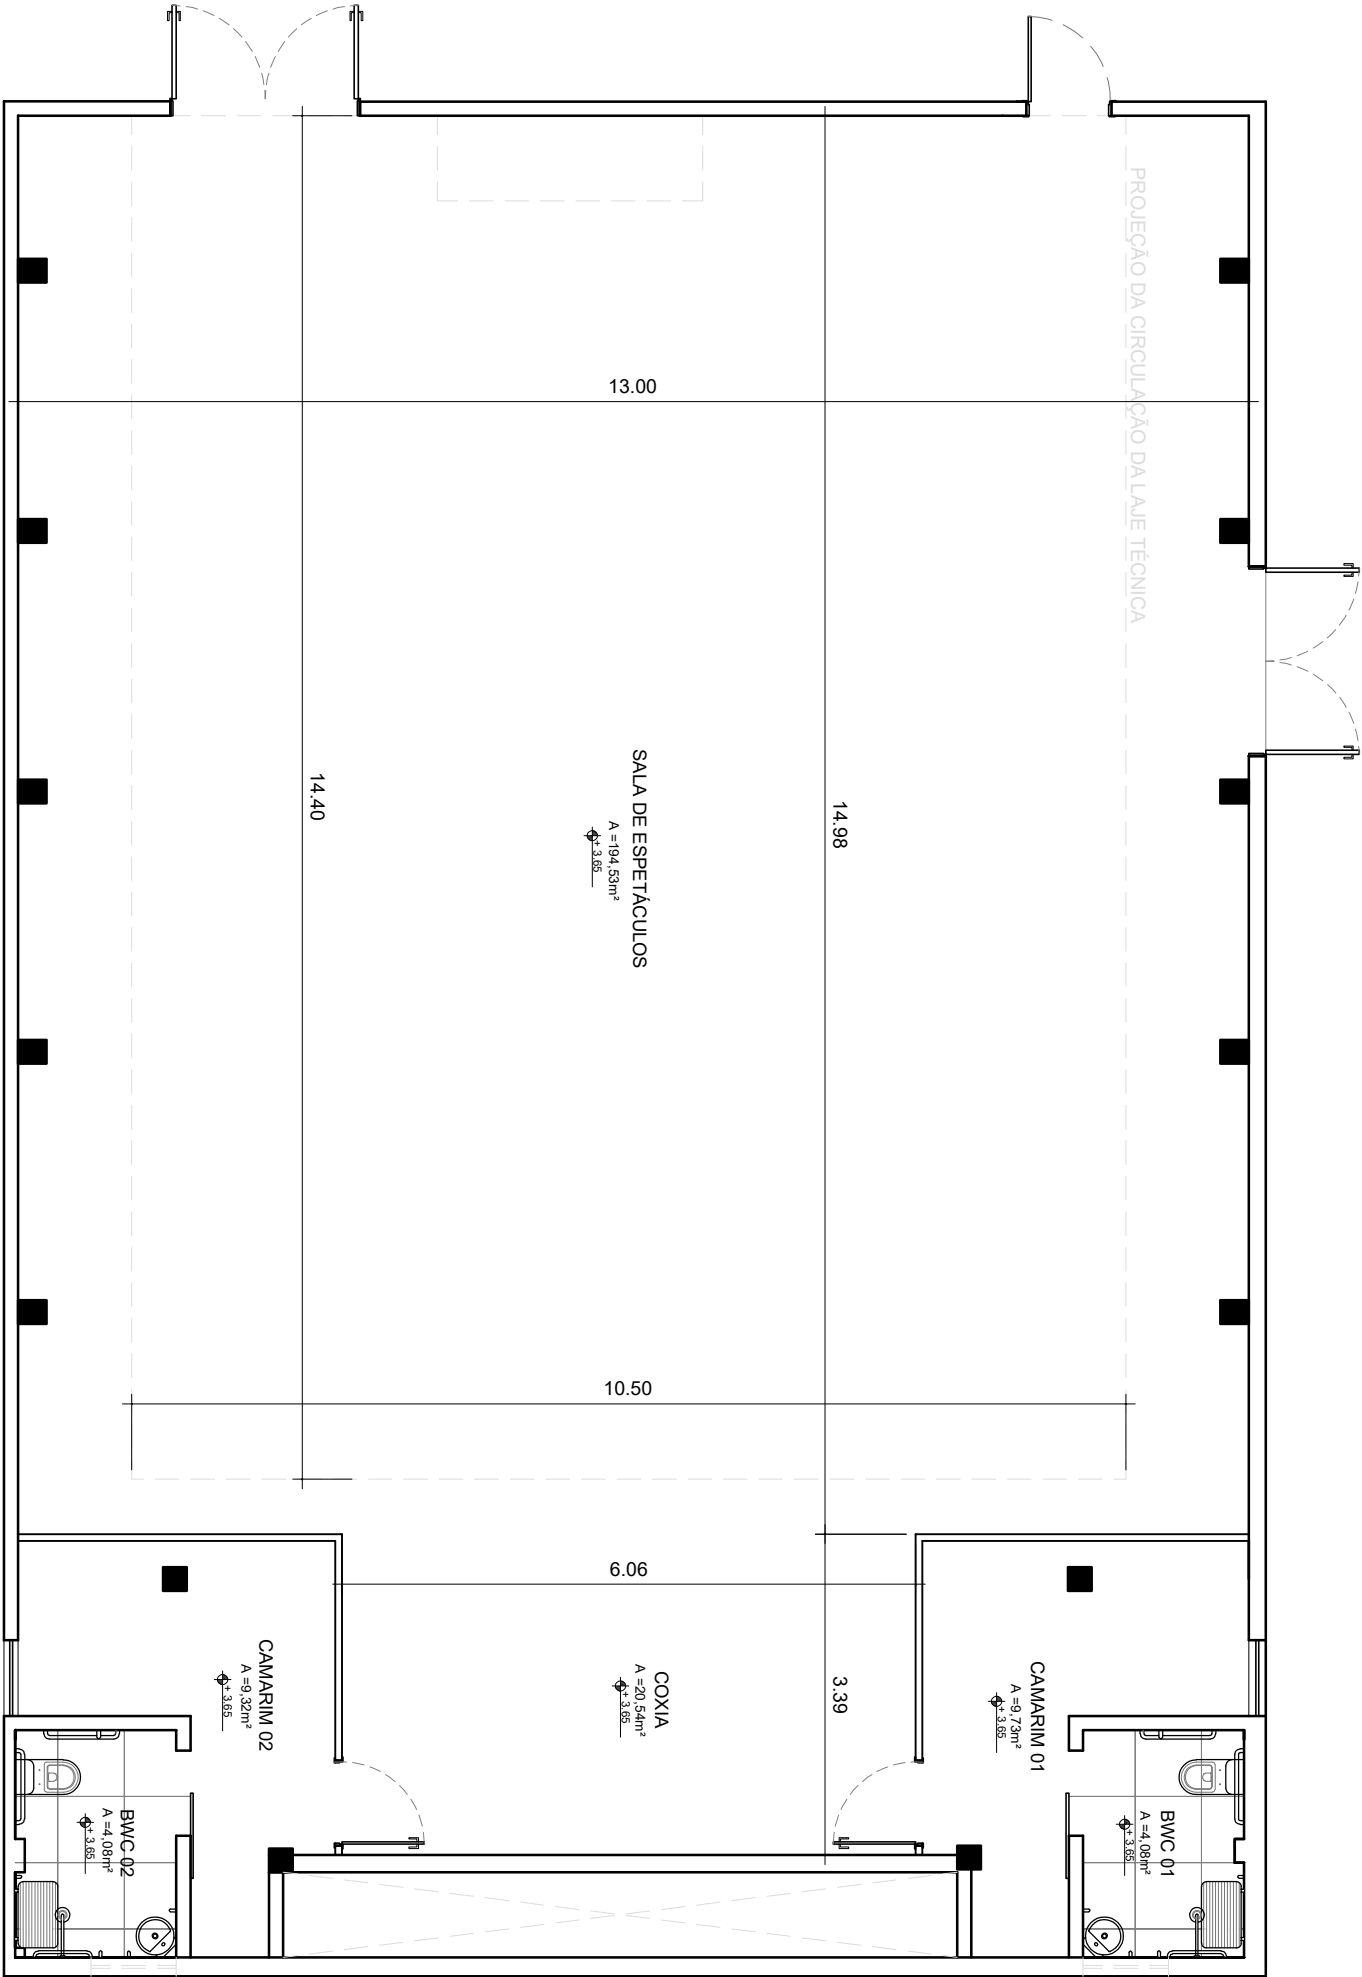 PROJEÇÃO DA CIRCULAÇÃO DA LAJE TÉCNICA
13.00
14.40
14.98
SALA DE ESPETÁCULOS
A =194,53m²
+ 3.65
10.50
6.06
3.39
CAMARIM 01
A =9,73m²
+ 3.65
COXIA
A =20,54m²
+ 3.65
CAMARIM 02
A =9,32m²
+ 3.65
BWC 01
A =4,08m²
+ 3.65
BWC 02
A =4,08m²
+ 3.65